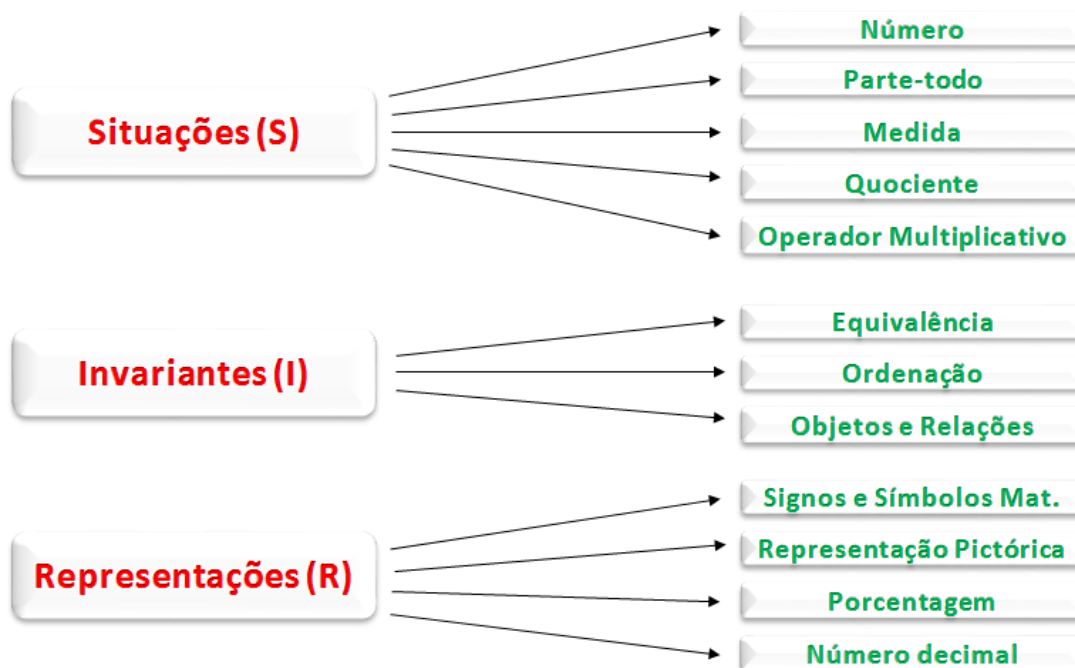 Situações (S)
Número
Parte-todo
Medida
Quociente
Operador Multiplicativo
Invariantes (I)
Equivalência
Ordenação
Objetos e Relações
Representações (R)
Signos e Símbolos Mat.
Representação Pictórica
Porcentagem
Número decimal